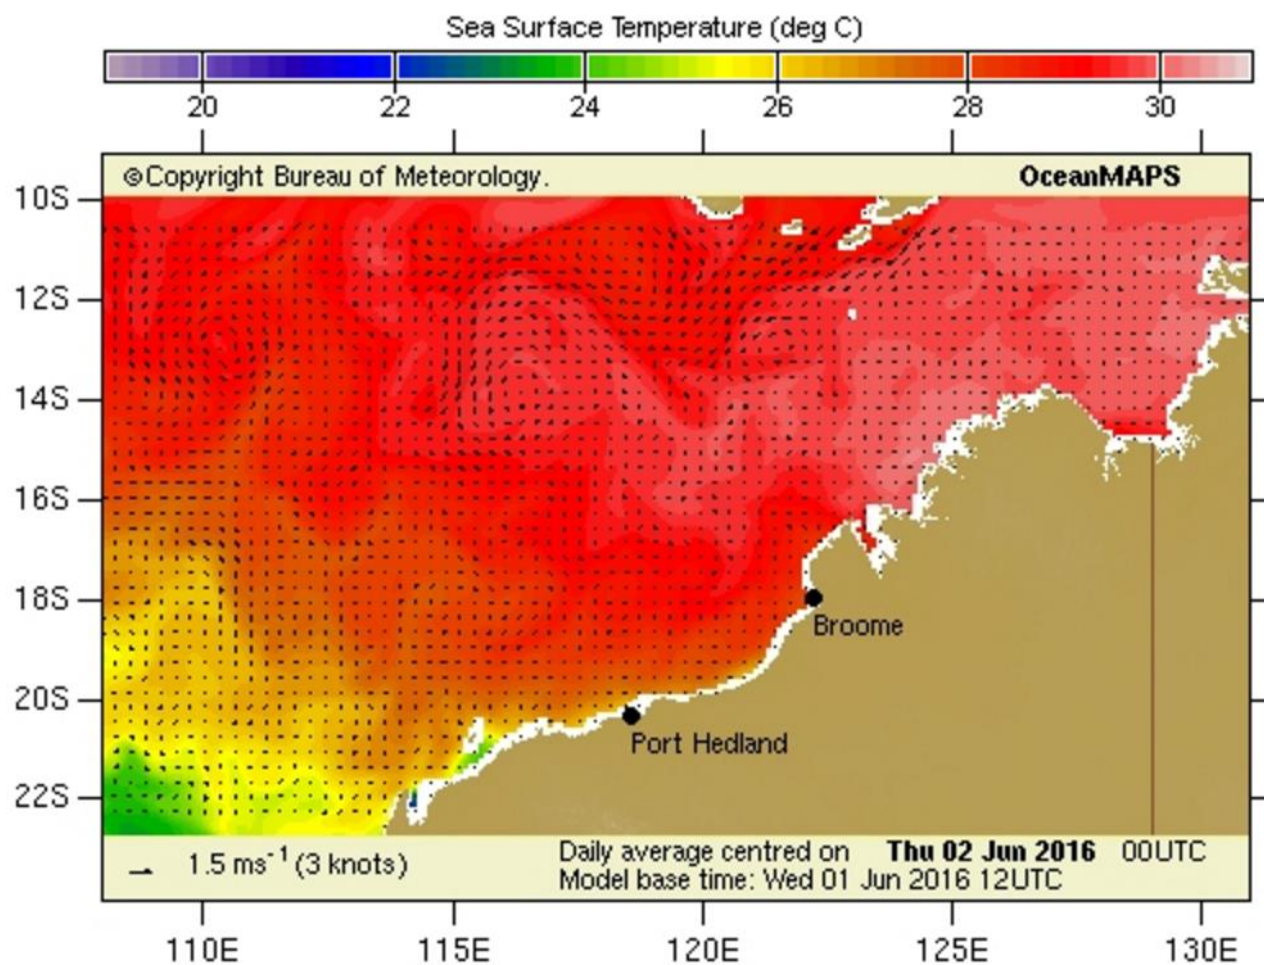 Sea Surface Temperature (deg C)
20 22 24 26 28 30
©Copyright Bureau of Meteorology. OceanMAPS
10S
12S
14S
16S
18S
Broome
20S
Port Hedland
22S
1.5 ms⁻¹ (3 knots)
Daily average centred on Thu 02 Jun 2016 00UTC
Model base time: Wed 01 Jun 2016 12UTC
110E 115E 120E 125E 130E